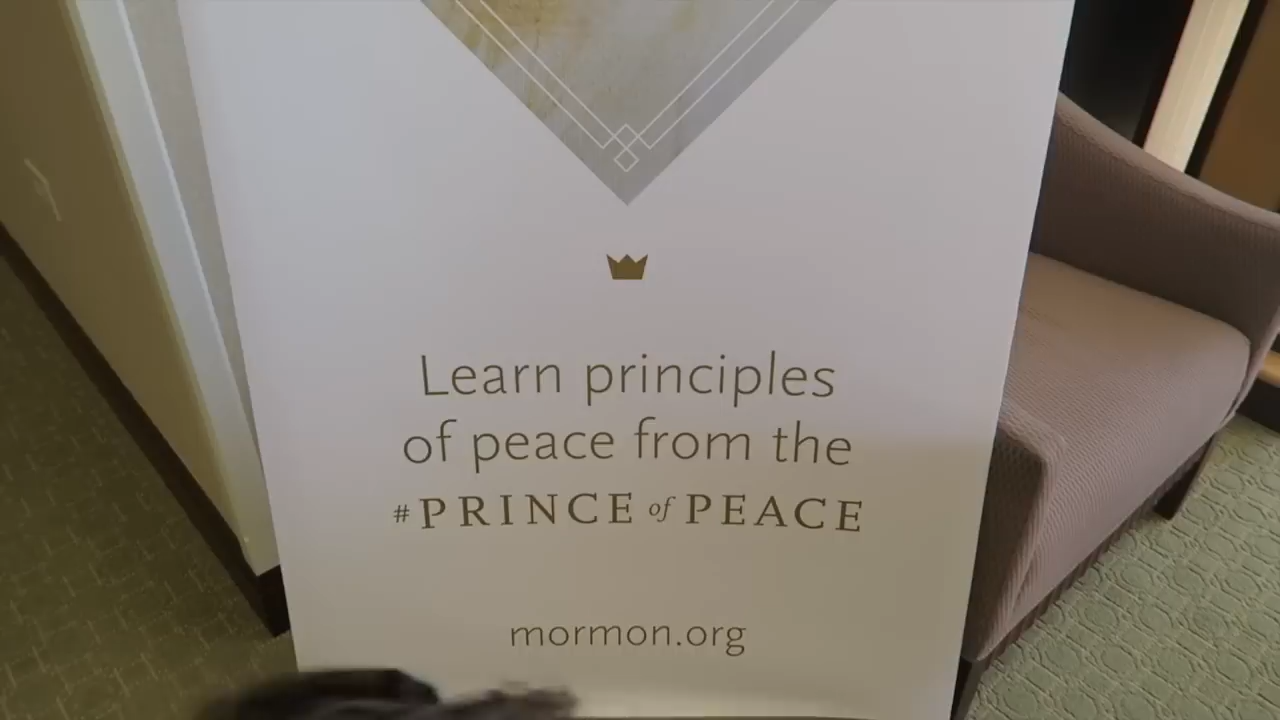 Learn principles
of peace from the
#PRINCE of PEACE
mormon.org